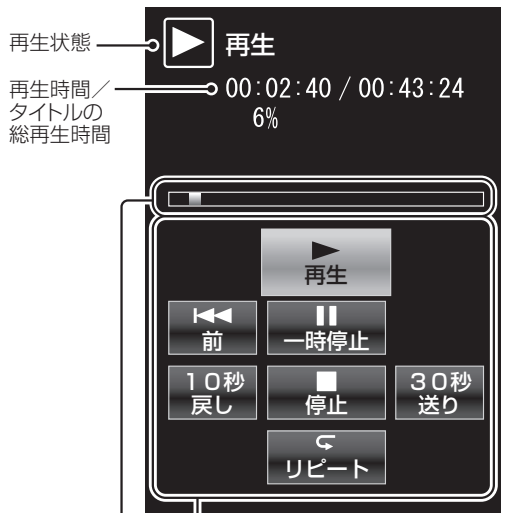 再生状態
再生
再生時間／
タイトルの
総再生時間
00:02:40 / 00:43:24
6%
再生
前
一時停止
10秒
戻し
停止
30秒
送り
リピート